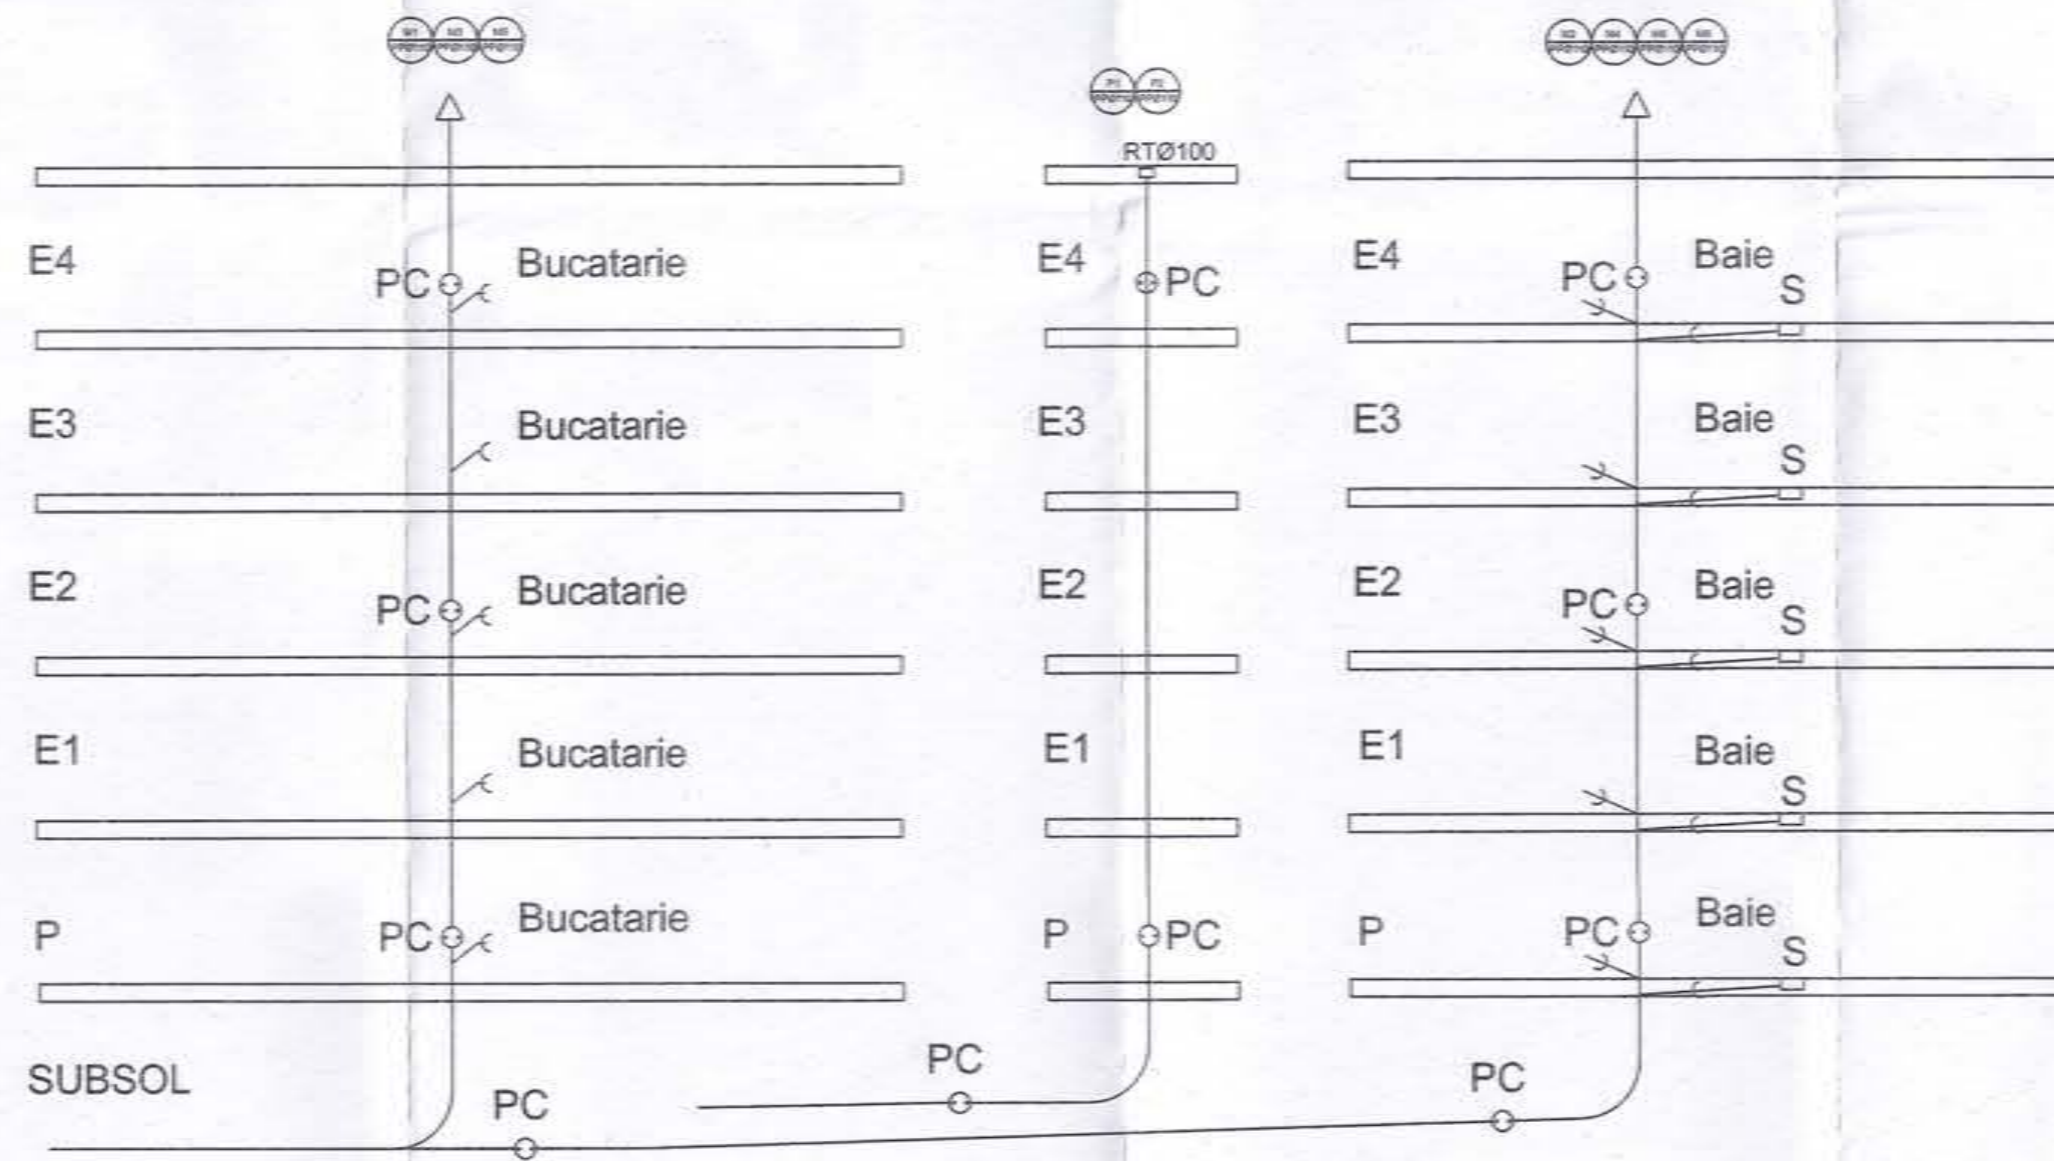 RTØ100
E4
PC
Bucatarie
E4
PC
E4
PC
Baie
S
E3
Bucatarie
E3
E3
Baie
S
E2
PC
Bucatarie
E2
E2
PC
Baie
S
E1
Bucatarie
E1
E1
Baie
S
P
PC
Bucatarie
P
PC
P
PC
Baie
S
SUBSOL
PC
PC
PC